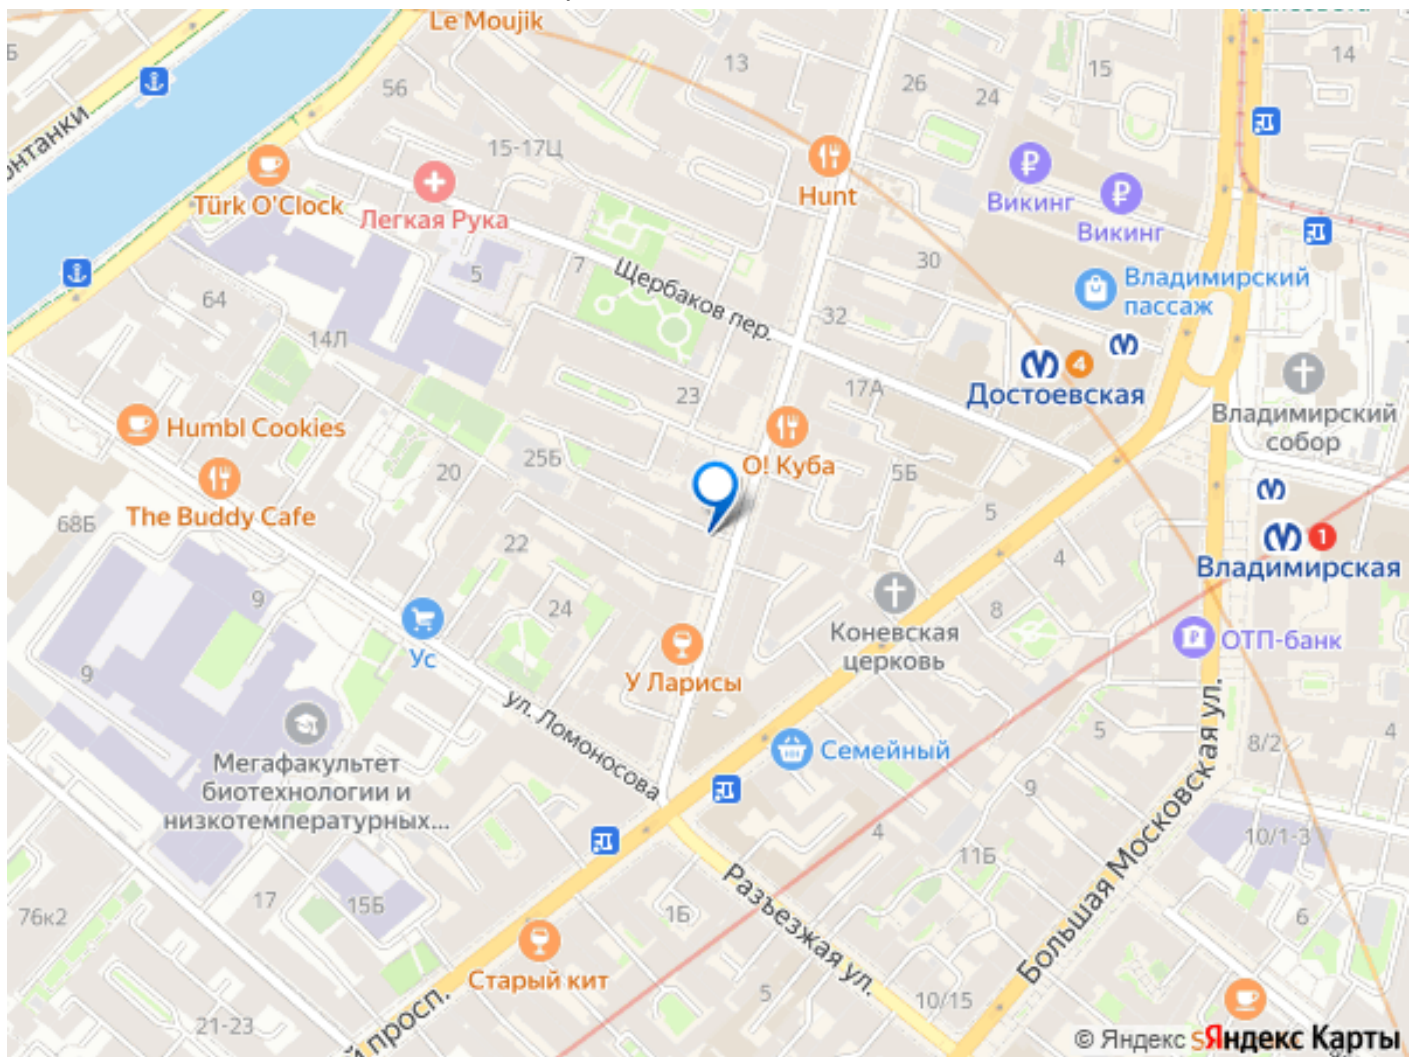 Le Moujik
13
14
5
56
26
24
15
онтанки
15-17Ц
Hunt
Викинг
Викинг
Türk O'Clock
Легкая Рука
5
7
Щербаков пер.
30
Владимирский
пассаж
64
14Л
32
4
Достоевская
17А
23
Владимирский
собор
Humbl Cookies
О! Куба
25Б
20
5Б
The Buddy Cafe
68Б
5
22
4
1
Владимирская
9
24
8
Коневская
церковь
ОТП-банк
Ус
9
У Ларисы
ул. Ломоносова
Мегафакультет
биотехнологии и
низкотемпературных...
Семейный
5
8/2
4
9
Большая Московская ул.
4
11Б
10/1-3
Разъезжая ул.
17
15Б
76к2
1Б
6
Старый кит
5
10/15
21-23
й просп.
© Яндекс
Яндекс Карты